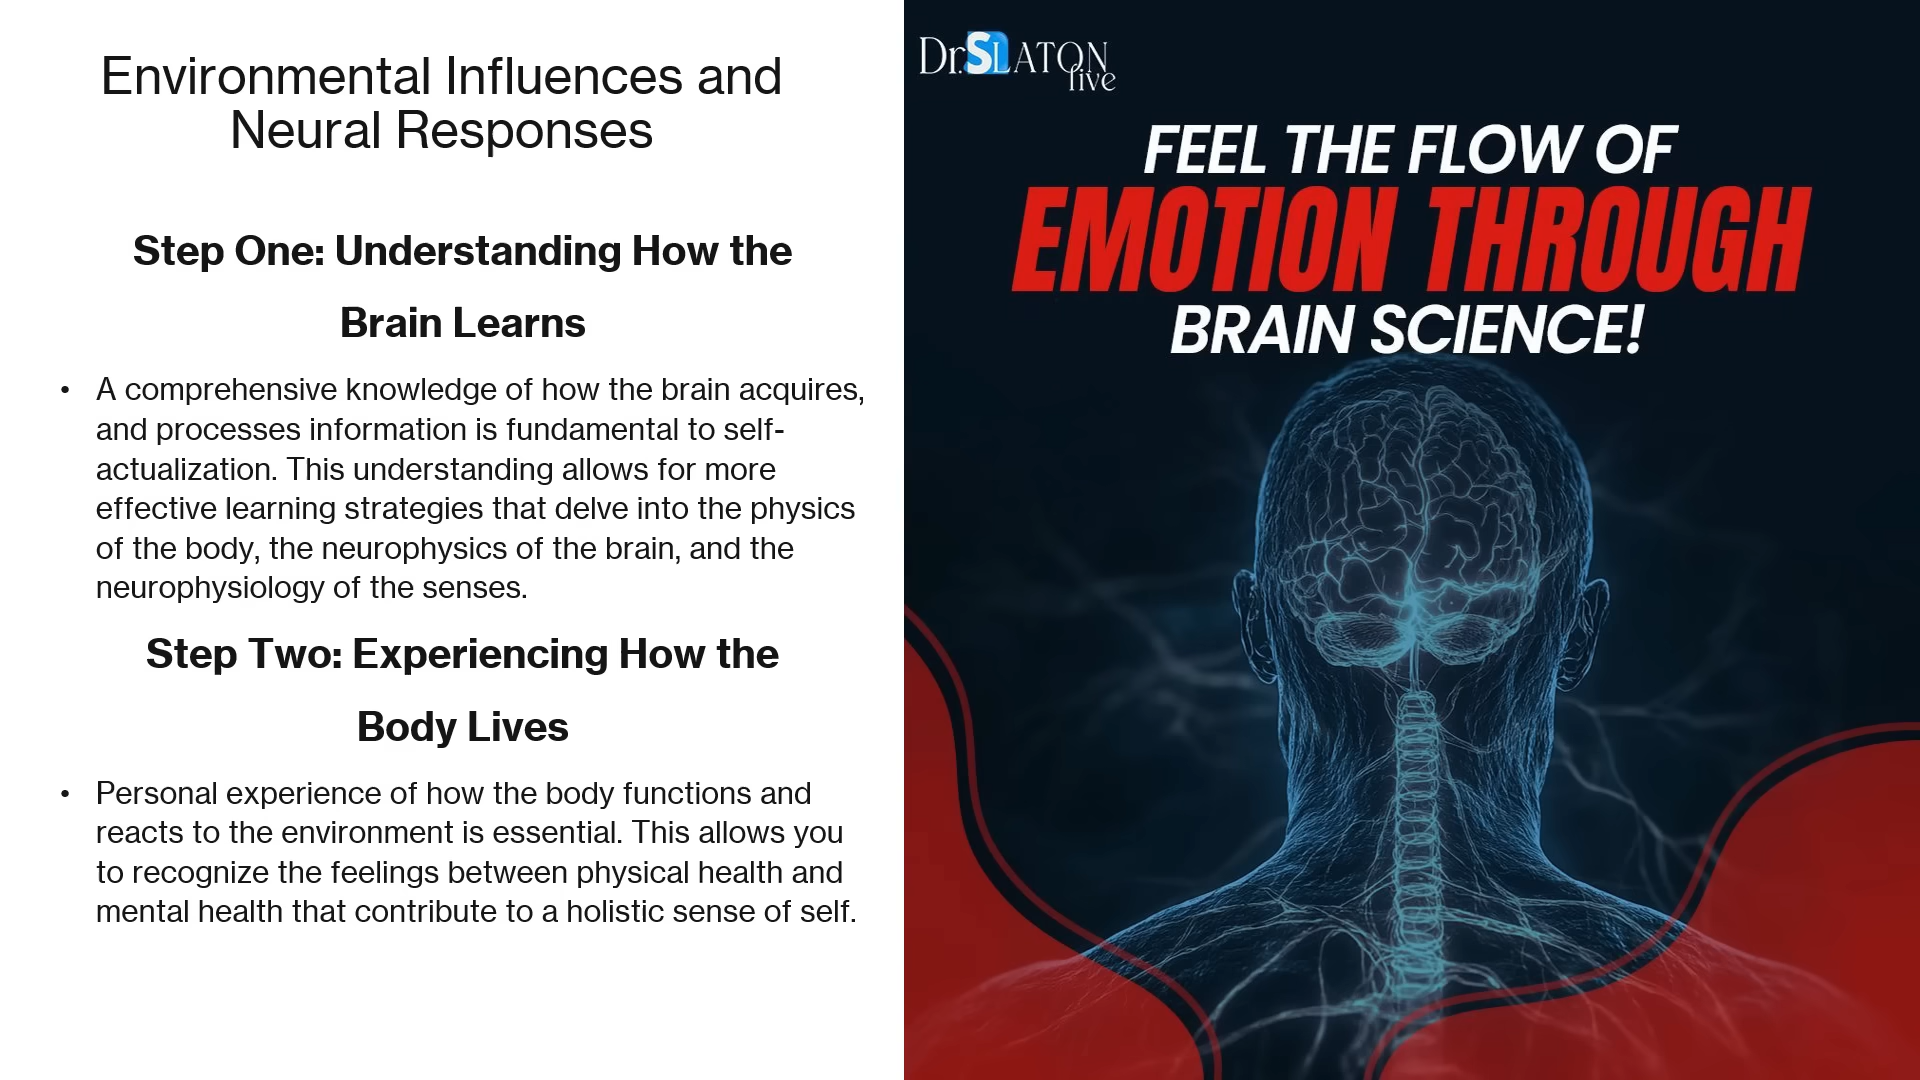 Environmental Influences and
Neural Responses
Step One: Understanding How the
Brain Learns
• A comprehensive knowledge of how the brain acquires,
and processes information is fundamental to self-
actualization. This understanding allows for more
effective learning strategies that delve into the physics
of the body, the neurophysics of the brain, and the
neurophysiology of the senses.
Step Two: Experiencing How the
Body Lives
• Personal experience of how the body functions and
reacts to the environment is essential. This allows you
to recognize the feelings between physical health and
mental health that contribute to a holistic sense of self.
Dr. SLATON
live
FEEL THE FLOW OF
EMOTION THROUGH
BRAIN SCIENCE!